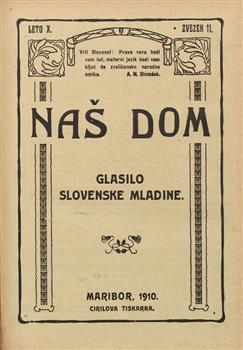 LETO X.
ZVEZEK 11.
Vrli Slovenci: Prava vera bodi
vam luč, materni jezik bodi vam
ključ do zveličanske narodne
omike. A. M. Slomšek.
NAŠ DOM
GLASILO
SLOVENSKE MLADINE.
MARIBOR, 1910.
CIRILOVA TISKARNA.